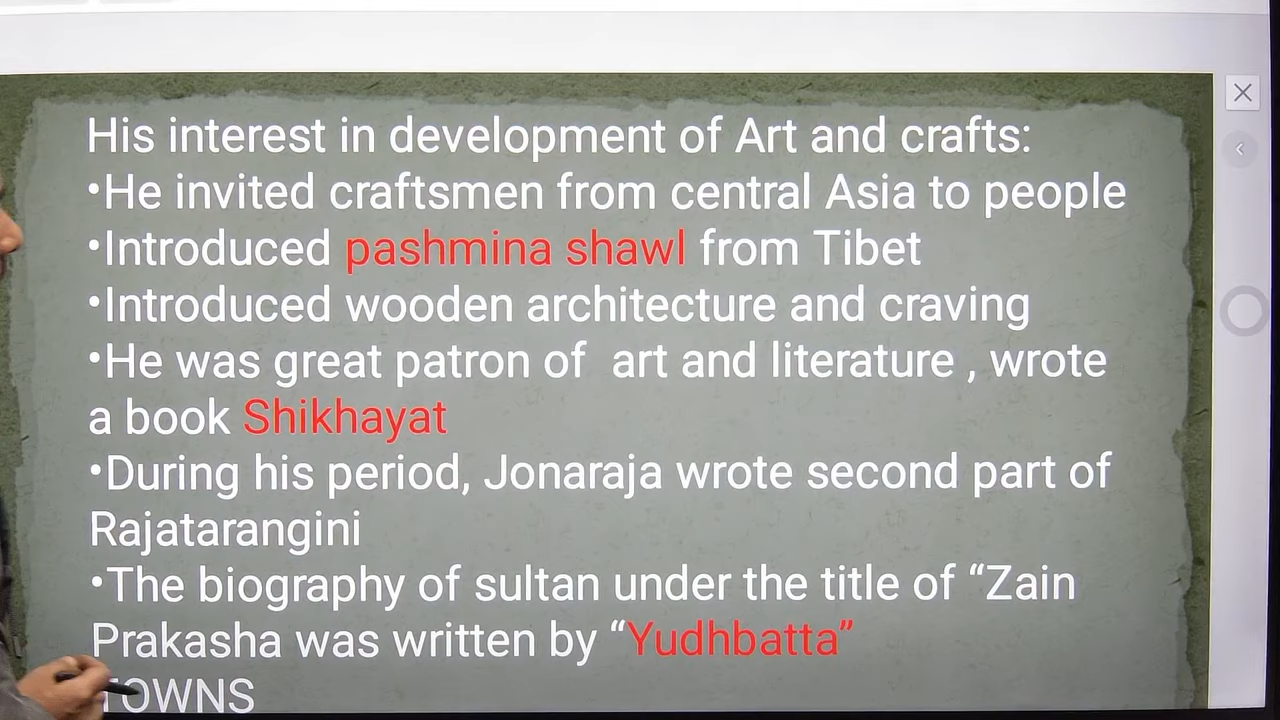 His interest in development of Art and crafts:
•He invited craftsmen from central Asia to people
•Introduced pashmina shawl from Tibet
•Introduced wooden architecture and craving
•He was great patron of  art and literature , wrote
a book Shikhayat
•During his period, Jonaraja wrote second part of
Rajatarangini
•The biography of sultan under the title of “Zain
Prakasha was written by “Yudhbatta”
TOWNS